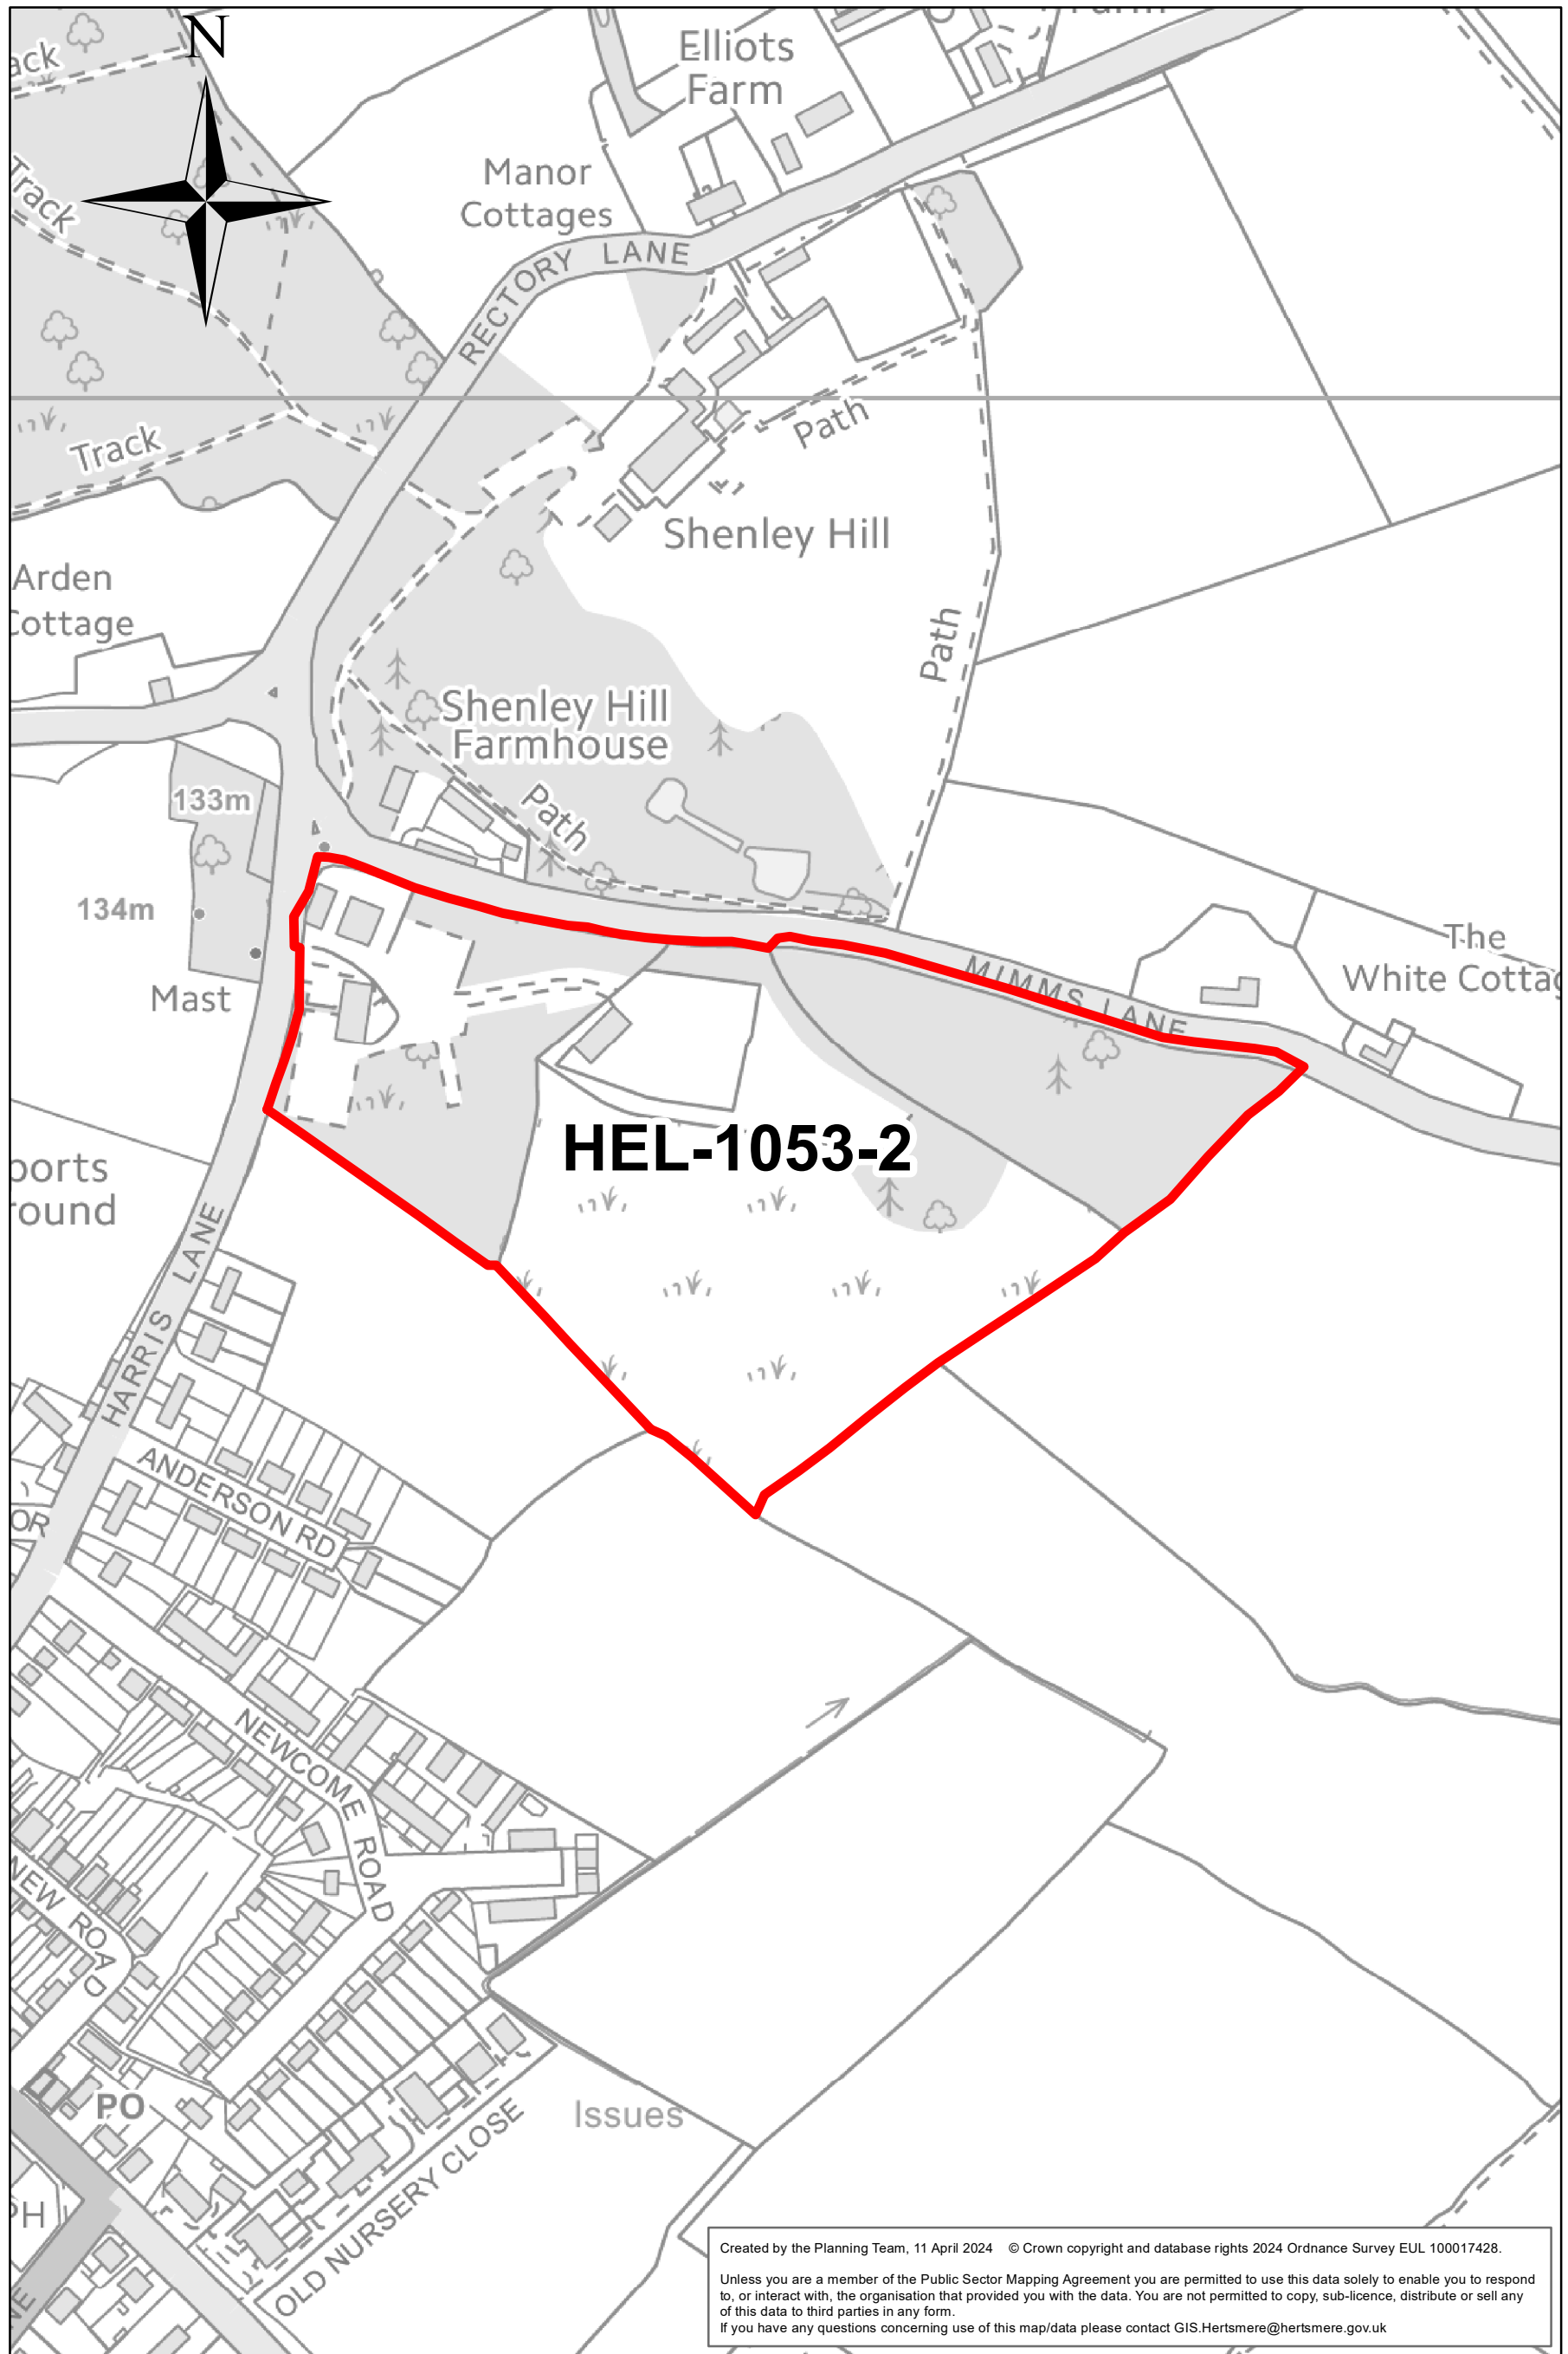 N
Elliots
Farm
ack
Manor
Cottages
Track
RECTORY LANE
Track
Path
Shenley Hill
Arden
Cottage
Path
Shenley Hill
Farmhouse
133m
Path
134m
The
White Cottag
MIMMS LANE
Mast
HEL-1053-2
ports
round
HARRIS LANE
ANDERSON RD
OR
NEWCOME ROAD
NEW ROAD
PO
Issues
OLD NURSERY CLOSE
PH
NE
Created by the Planning Team, 11 April 2024 © Crown copyright and database rights 2024 Ordnance Survey EUL 100017428.
Unless you are a member of the Public Sector Mapping Agreement you are permitted to use this data solely to enable you to respond
to, or interact with, the organisation that provided you with the data. You are not permitted to copy, sub-licence, distribute or sell any
of this data to third parties in any form.
If you have any questions concerning use of this map/data please contact GIS.Hertsmere@hertsmere.gov.uk